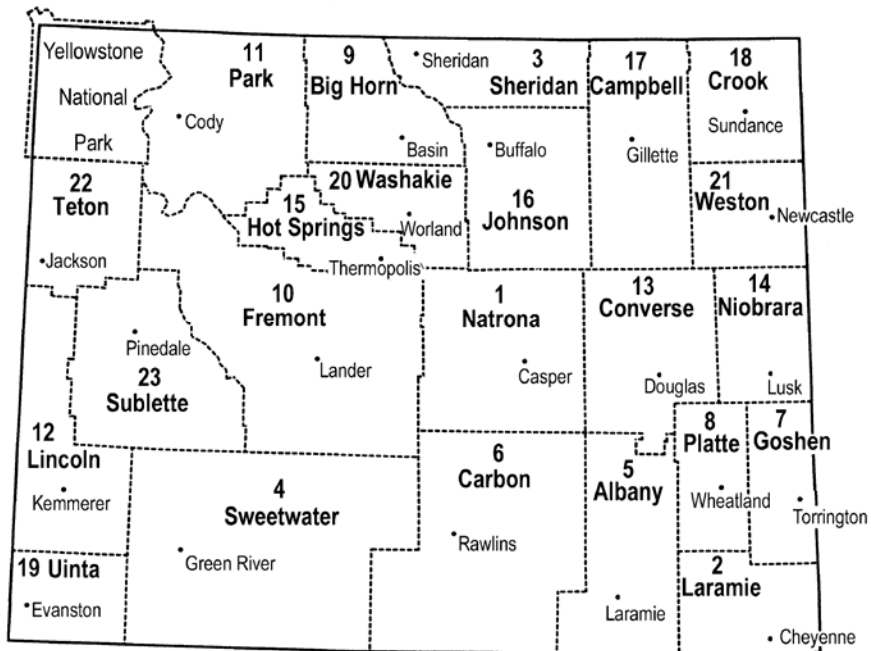 Yellowstone
National
Park
11
Park
Cody
9
Big Horn
Basin
Sheridan
3
Sheridan
17
Campbell
Gillette
18
Crook
Sundance
22
Teton
Jackson
20 Washakie
Worland
15
Hot Springs
Thermopolis
Buffalo
16
Johnson
21
Weston
Newcastle
10
Fremont
Lander
1
Natrona
Casper
13
Converse
Douglas
14
Niobrara
Lusk
Pinedale
23
Sublette
12
Lincoln
Kemmerer
4
Sweetwater
Green River
6
Carbon
Rawlins
5
Albany
Laramie
8
Platte
Wheatland
7
Goshen
Torrington
19 Uinta
Evanston
2
Laramie
Cheyenne